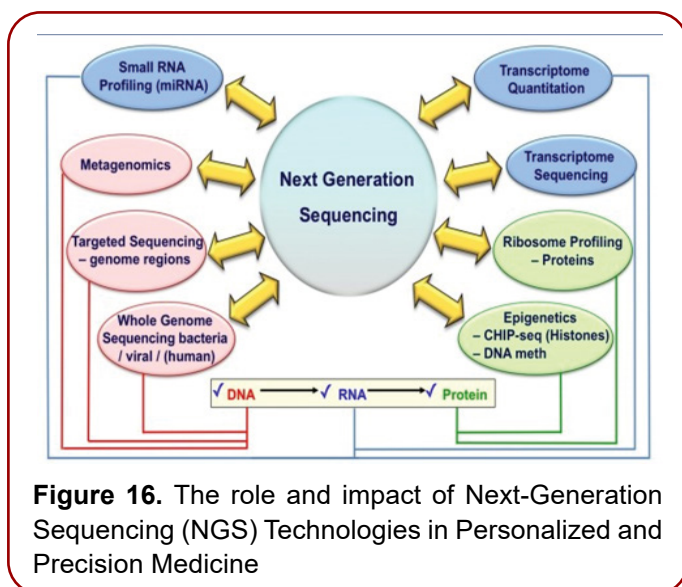 Small RNA
Profiling (miRNA)
Metagenomics
Targeted Sequencing
– genome regions
Whole Genome
Sequencing bacteria
/ viral / (human)
Next Generation
Sequencing
Transcriptome
Quantitation
Transcriptome
Sequencing
Ribosome Profiling
– Proteins
Epigenetics
– CHIP-seq (Histones)
– DNA meth
✓ DNA ✓ RNA ✓ Protein
Figure 16. The role and impact of Next-Generation
Sequencing (NGS) Technologies in Personalized and
Precision Medicine